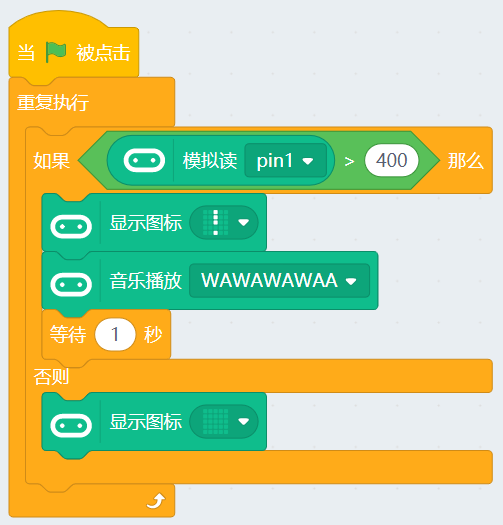 当 被点击
重复执行
如果 模拟读 pin1 > 400 那么
显示图标
音乐播放 WAWAWAWAA
等待 1 秒
否则
显示图标